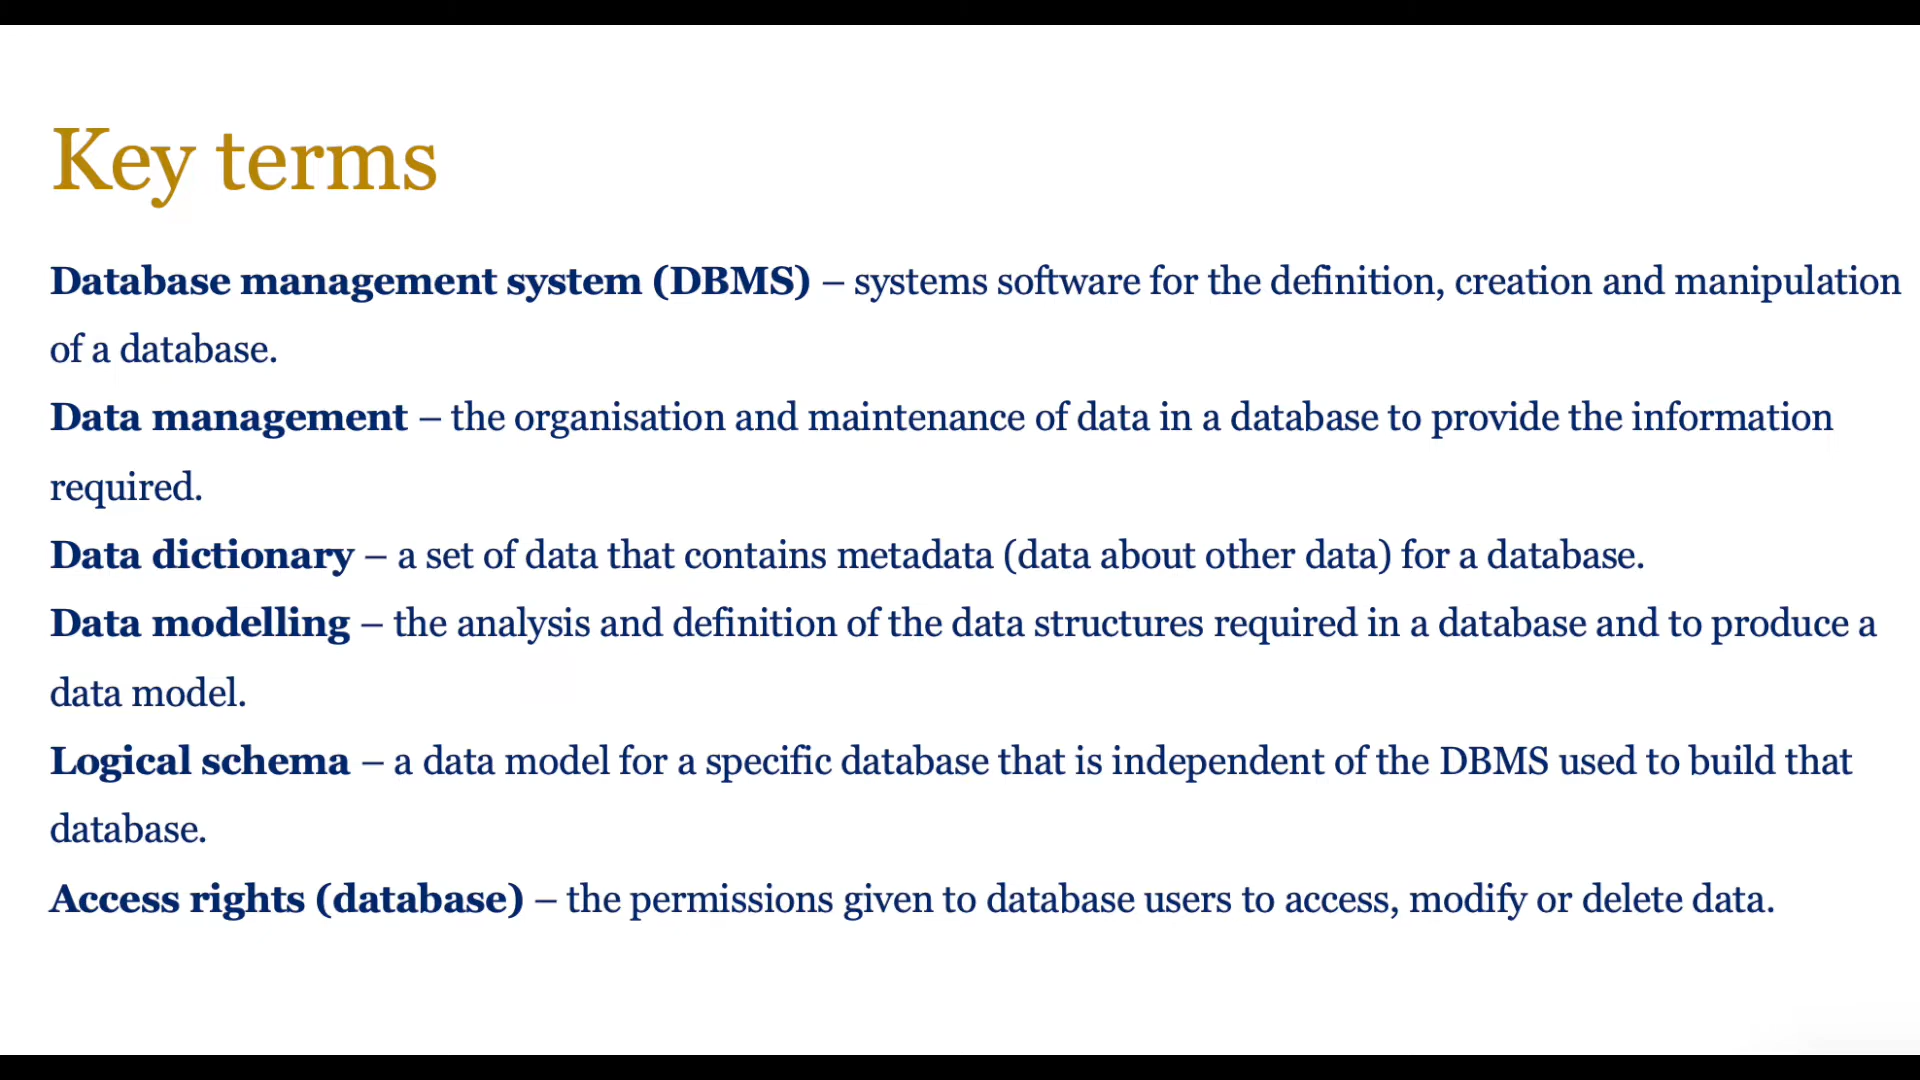 Key terms
Database management system (DBMS) – systems software for the definition, creation and manipulation
of a database.
Data management – the organisation and maintenance of data in a database to provide the information
required.
Data dictionary – a set of data that contains metadata (data about other data) for a database.
Data modelling – the analysis and definition of the data structures required in a database and to produce a
data model.
Logical schema – a data model for a specific database that is independent of the DBMS used to build that
database.
Access rights (database) – the permissions given to database users to access, modify or delete data.